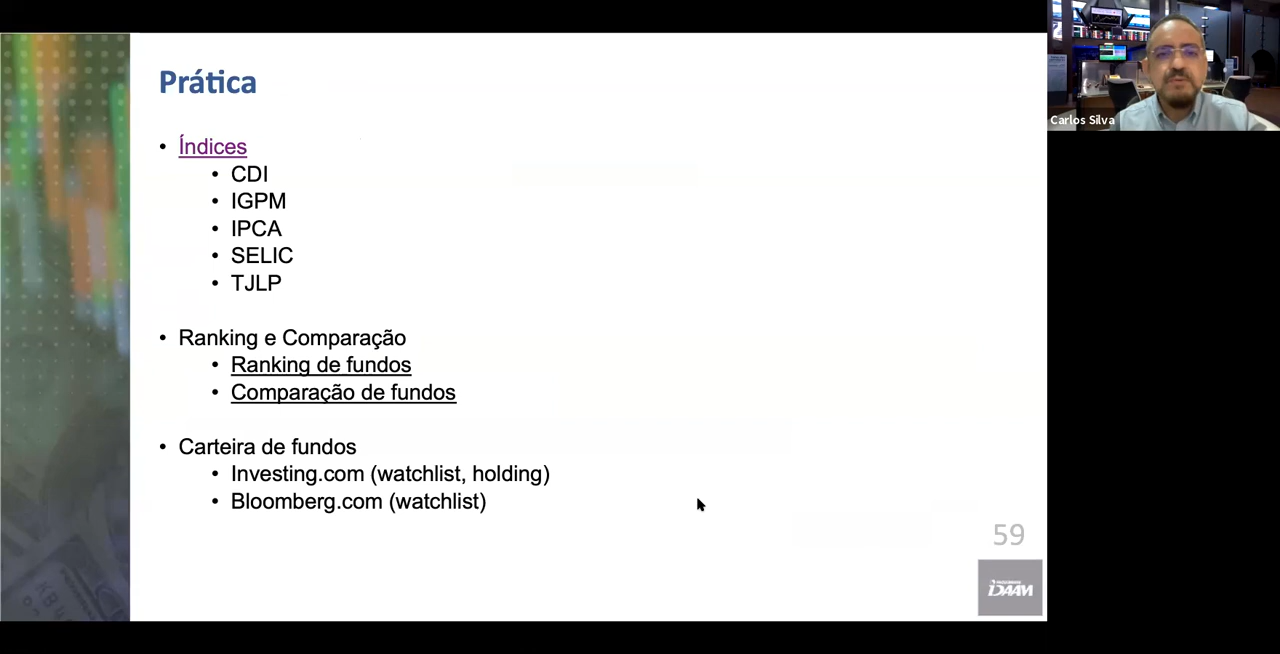 Prática
• Índices
• CDI
• IGPM
• IPCA
• SELIC
• TJLP
• Ranking e Comparação
• Ranking de fundos
• Comparação de fundos
• Carteira de fundos
• Investing.com (watchlist, holding)
• Bloomberg.com (watchlist)
59
IDAAM
Carlos Silva